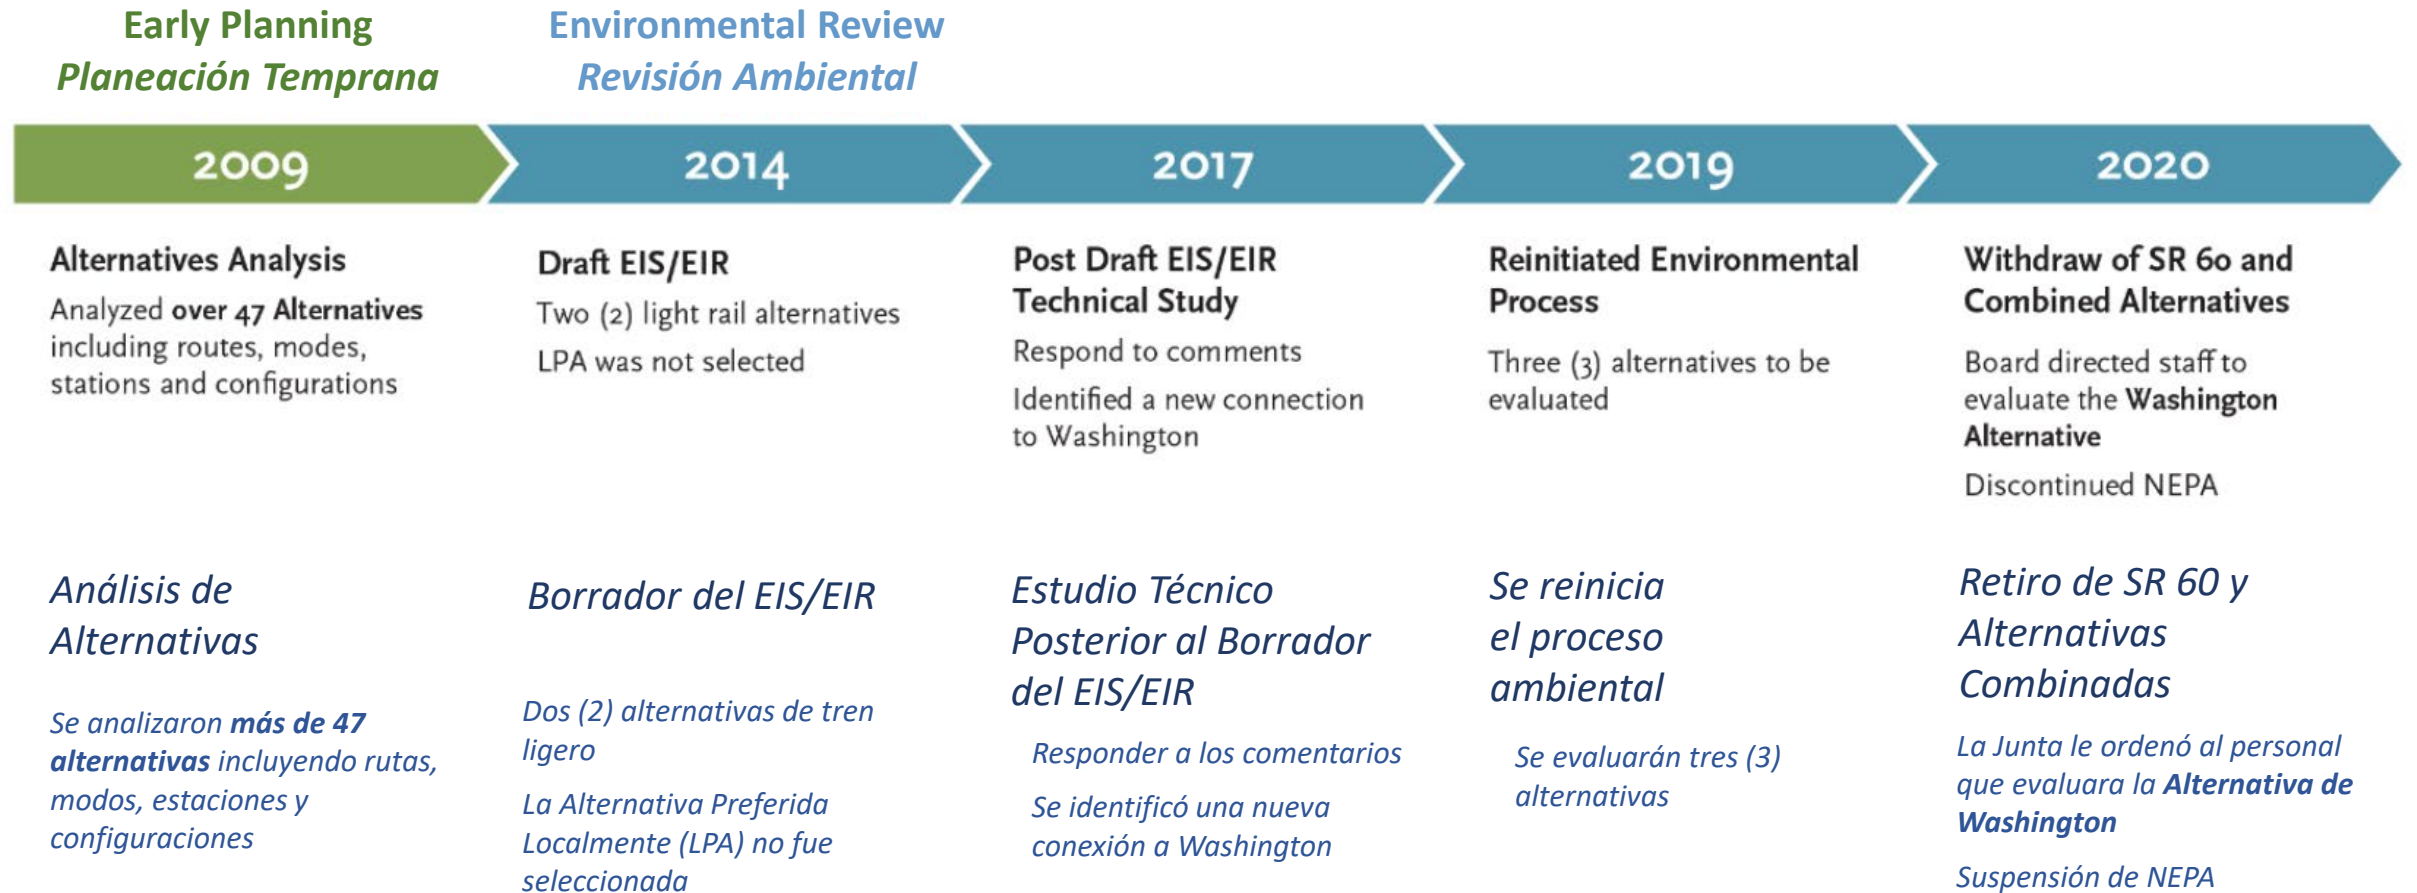 Early Planning
Planeación Temprana
Environmental Review
Revisión Ambiental
2009
2014
2017
2019
2020
Alternatives Analysis
Analyzed over 47 Alternatives
including routes, modes,
stations and configurations
Draft EIS/EIR
Two (2) light rail alternatives
LPA was not selected
Post Draft EIS/EIR
Technical Study
Respond to comments
Identified a new connection
to Washington
Reinitiated Environmental
Process
Three (3) alternatives to be
evaluated
Withdraw of SR 60 and
Combined Alternatives
Board directed staff to
evaluate the Washington
Alternative
Discontinued NEPA
Análisis de
Alternativas
Se analizaron más de 47
alternativas incluyendo rutas,
modos, estaciones y
configuraciones
Borrador del EIS/EIR
Dos (2) alternativas de tren
ligero
La Alternativa Preferida
Localmente (LPA) no fue
seleccionada
Estudio Técnico
Posterior al Borrador
del EIS/EIR
Responder a los comentarios
Se identificó una nueva
conexión a Washington
Se reinicia
el proceso
ambiental
Se evaluarán tres (3)
alternativas
Retiro de SR 60 y
Alternativas
Combinadas
La Junta le ordenó al personal
que evaluara la Alternativa de
Washington
Suspensión de NEPA